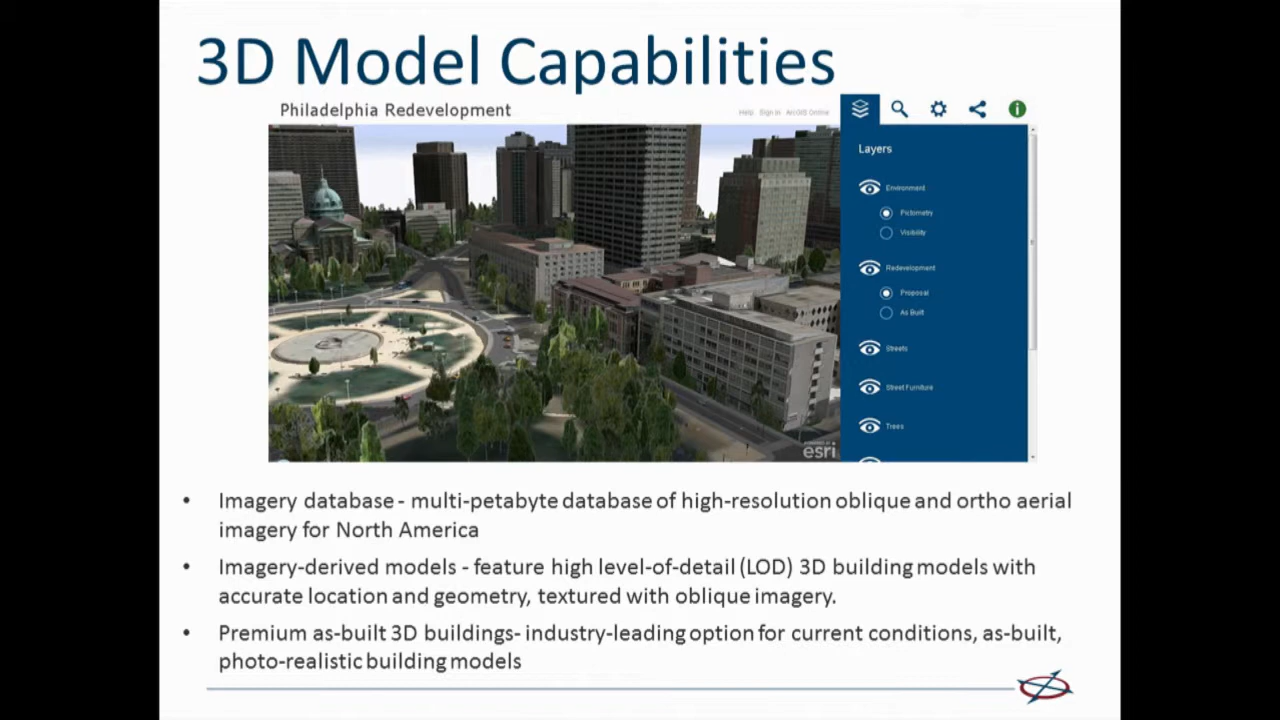 3D Model Capabilities
Philadelphia Redevelopment
Help Sign In ArcGIS Online
Layers
Environment
Pictometry
Visibility
Redevelopment
Proposal
As Built
Streets
Street Furniture
Trees
POWERED BY
esri
• Imagery database - multi-petabyte database of high-resolution oblique and ortho aerial
imagery for North America
• Imagery-derived models - feature high level-of-detail (LOD) 3D building models with
accurate location and geometry, textured with oblique imagery.
• Premium as-built 3D buildings- industry-leading option for current conditions, as-built,
photo-realistic building models